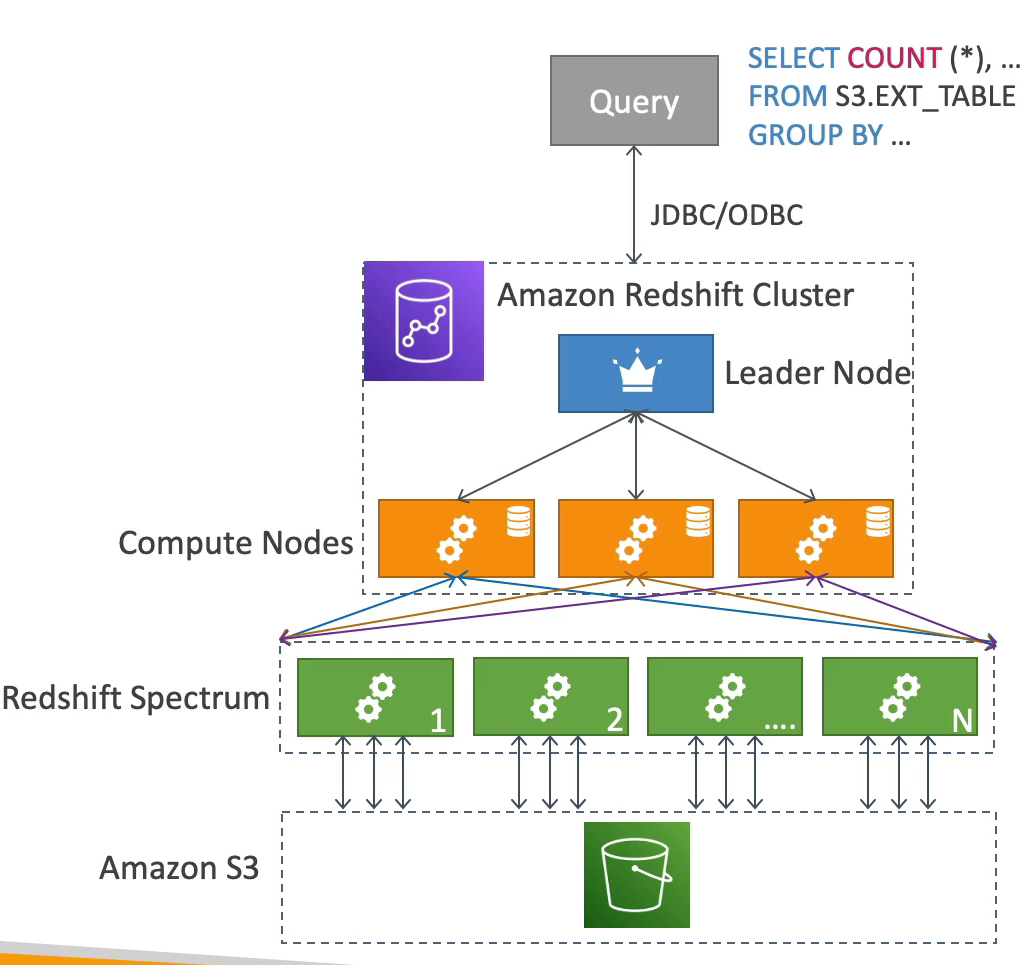 Query
SELECT COUNT (*), ...
FROM S3.EXT_TABLE
GROUP BY ...
JDBC/ODBC
Amazon Redshift Cluster
Leader Node
Compute Nodes
Redshift Spectrum
1
2
....
N
Amazon S3